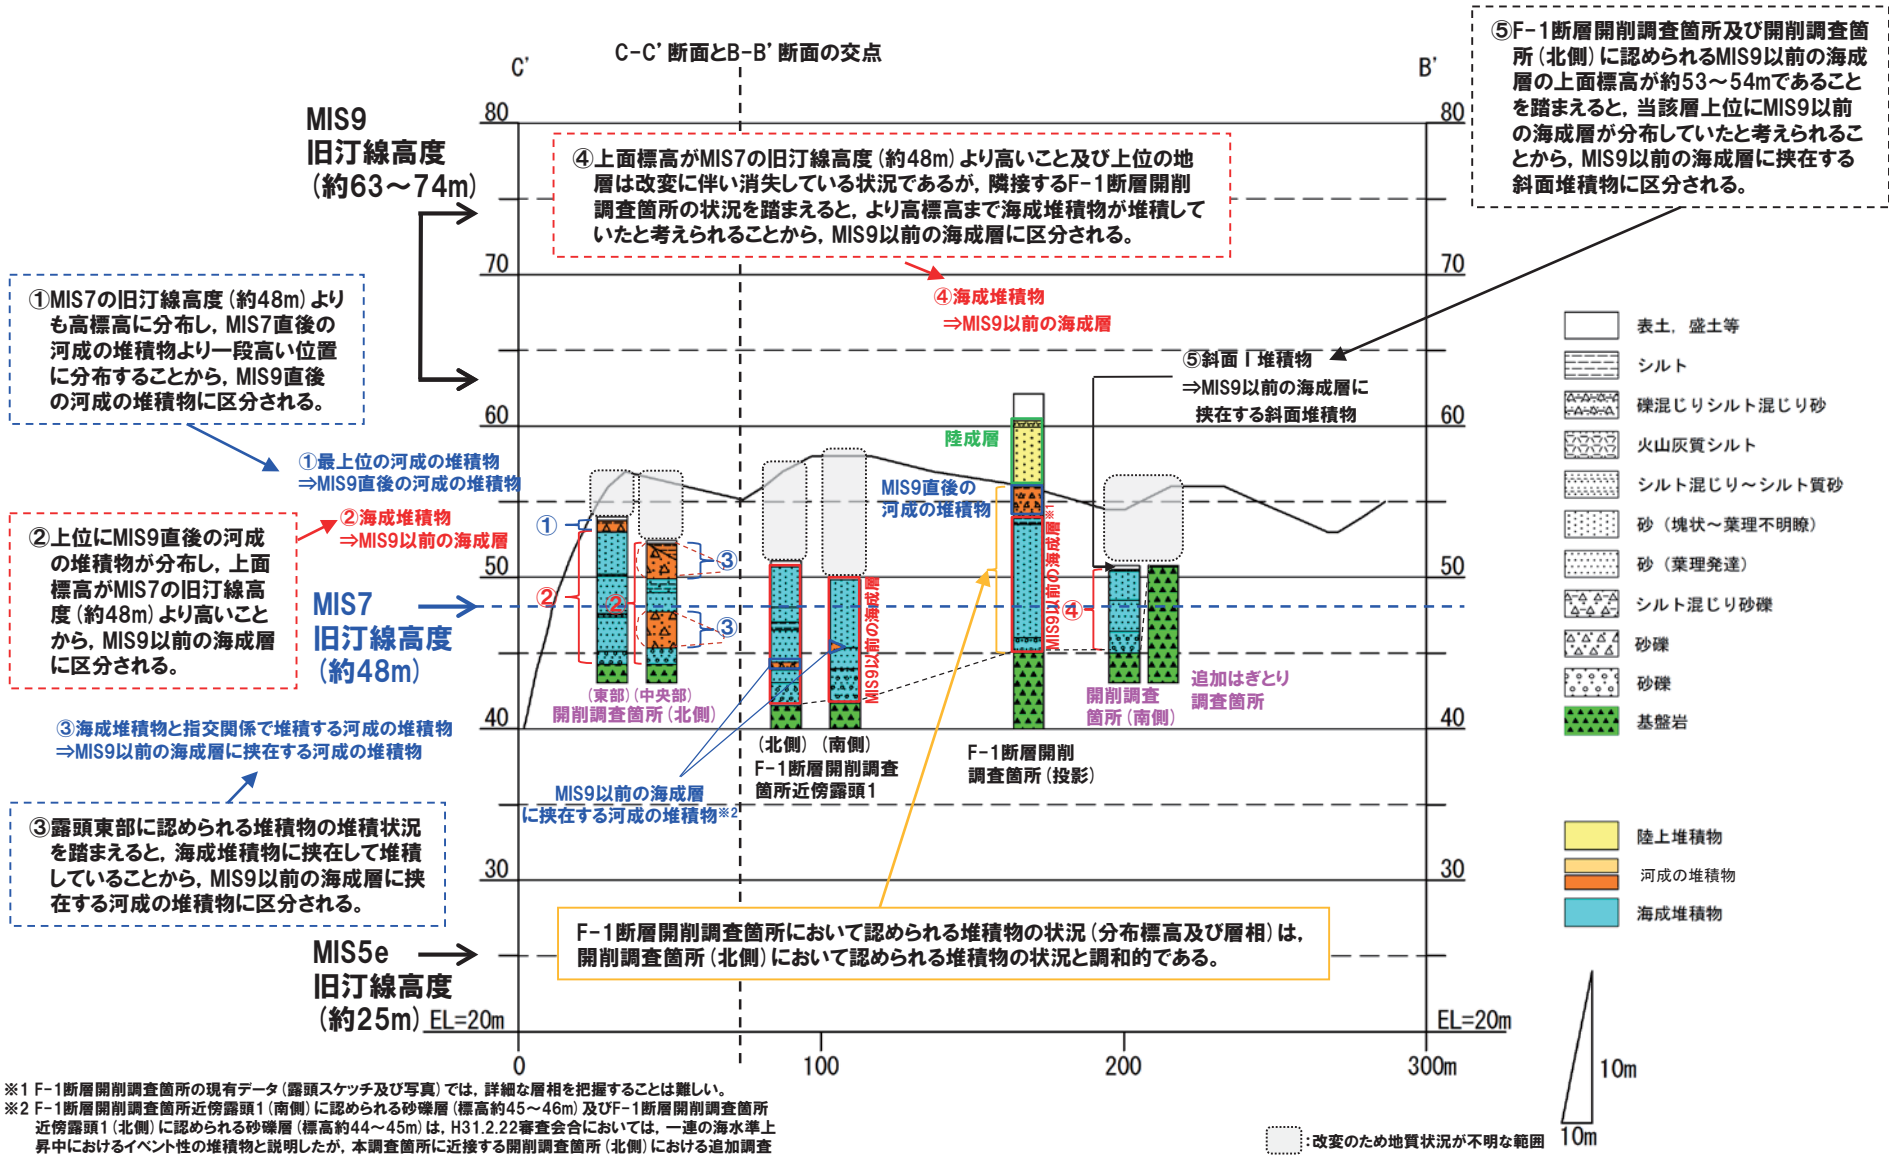 C-C’断面とB-B’断面の交点
C’
B’
⑤F-1断層開削調査箇所及び開削調査箇
所(北側)に認められるMIS9以前の海成
層の上面標高が約53～54mであること
を踏まえると，当該層上位にMIS9以前
の海成層が分布していたと考えられるこ
とから，MIS9以前の海成層に挟在する
斜面堆積物に区分される。
MIS9
旧汀線高度
(約63～74m)
④上面標高がMIS7の旧汀線高度(約48m)より高いこと及び上位の地
層は改変に伴い消失している状況であるが，隣接するF-1断層開削
調査箇所の状況を踏まえると，より高標高まで海成堆積物が堆積して
いたと考えられることから，MIS9以前の海成層に区分される。
④海成堆積物
⇒MIS9以前の海成層
①MIS7の旧汀線高度(約48m)より
も高標高に分布し，MIS7直後の
河成の堆積物より一段高い位置
に分布することから，MIS9直後
の河成の堆積物に区分される。
①最上位の河成の堆積物
⇒MIS9直後の河成の堆積物
②上位にMIS9直後の河成
の堆積物が分布し，上面
標高がMIS7の旧汀線高
度(約48m)より高いこと
から，MIS9以前の海成層
に区分される。
②海成堆積物
⇒MIS9以前の海成層
MIS7
旧汀線高度
(約48m)
③海成堆積物と指交関係で堆積する河成の堆積物
⇒MIS9以前の海成層に挟在する河成の堆積物
③露頭東部に認められる堆積物の堆積状況
を踏まえると，海成堆積物に挟在して堆積
していることから，MIS9以前の海成層に挟
在する河成の堆積物に区分される。
MIS5e
旧汀線高度
(約25m)
80
70
60
50
40
30
EL=20m
80
70
60
50
40
30
EL=20m
0
100
200
300m
①
②
②
③
③
④
⑤斜面Ⅰ堆積物
⇒MIS9以前の海成層に
挟在する斜面堆積物
陸成層
MIS9直後の
河成の堆積物
MIS9以前の海成層※1
MIS9以前の海成層
(東部)(中央部)
開削調査箇所(北側)
(北側)(南側)
F-1断層開削調査
箇所近傍露頭1
MIS9以前の海成層
に挟在する河成の堆積物※2
F-1断層開削
調査箇所(投影)
開削調査
箇所(南側)
追加はぎとり
調査箇所
F-1断層開削調査箇所において認められる堆積物の状況(分布標高及び層相)は，
開削調査箇所(北側)において認められる堆積物の状況と調和的である。
表土，盛土等
シルト
礫混じりシルト混じり砂
火山灰質シルト
シルト混じり～シルト質砂
砂(塊状～葉理不明瞭)
砂(葉理発達)
シルト混じり砂礫
砂礫
砂礫
基盤岩
陸上堆積物
河成の堆積物
海成堆積物
10m
10m
:改変のため地質状況が不明な範囲
※1 F-1断層開削調査箇所の現有データ(露頭スケッチ及び写真)では，詳細な層相を把握することは難しい。
※2 F-1断層開削調査箇所近傍露頭1(南側)に認められる砂礫層(標高約45～46m)及びF-1断層開削調査箇所
近傍露頭1(北側)に認められる砂礫層(標高約44～45m)は，H31.2.22審査会合においては，一連の海水準上
昇中におけるイベント性の堆積物と説明したが，本調査箇所に近接する開削調査箇所(北側)における追加調査